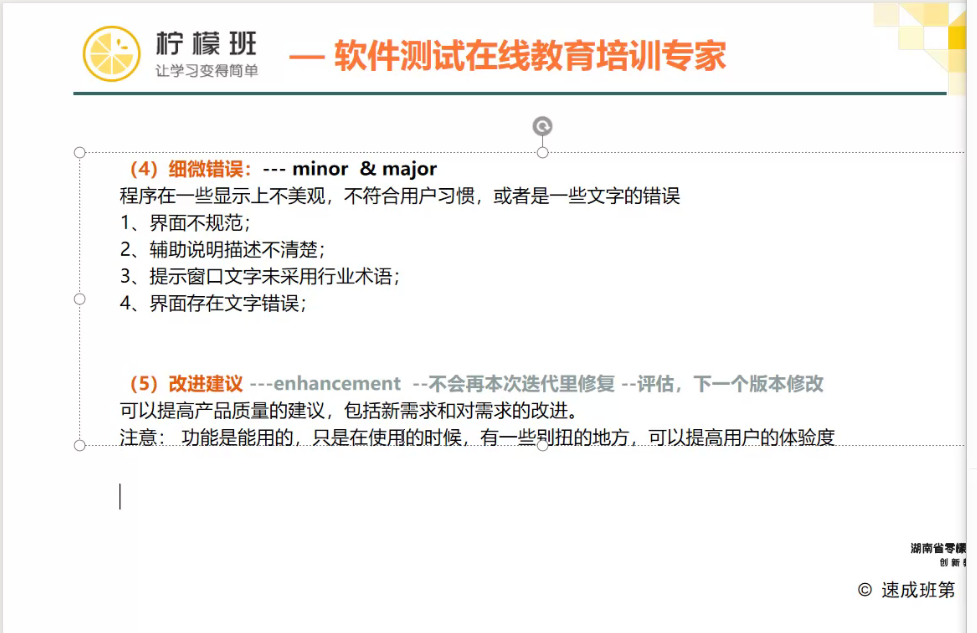 柠檬班
让学习变得简单
— 软件测试在线教育培训专家
（4）细微错误：--- minor & major
程序在一些显示上不美观，不符合用户习惯，或者是一些文字的错误
1、界面不规范；
2、辅助说明描述不清楚；
3、提示窗口文字未采用行业术语；
4、界面存在文字错误；
（5）改进建议 ---enhancement --不会再本次迭代里修复 --评估，下一个版本修改
可以提高产品质量的建议，包括新需求和对需求的改进。
注意： 功能是能用的，只是在使用的时候，有一些别扭的地方，可以提高用户的体验度
湖南省零檬
创新
© 速成班第